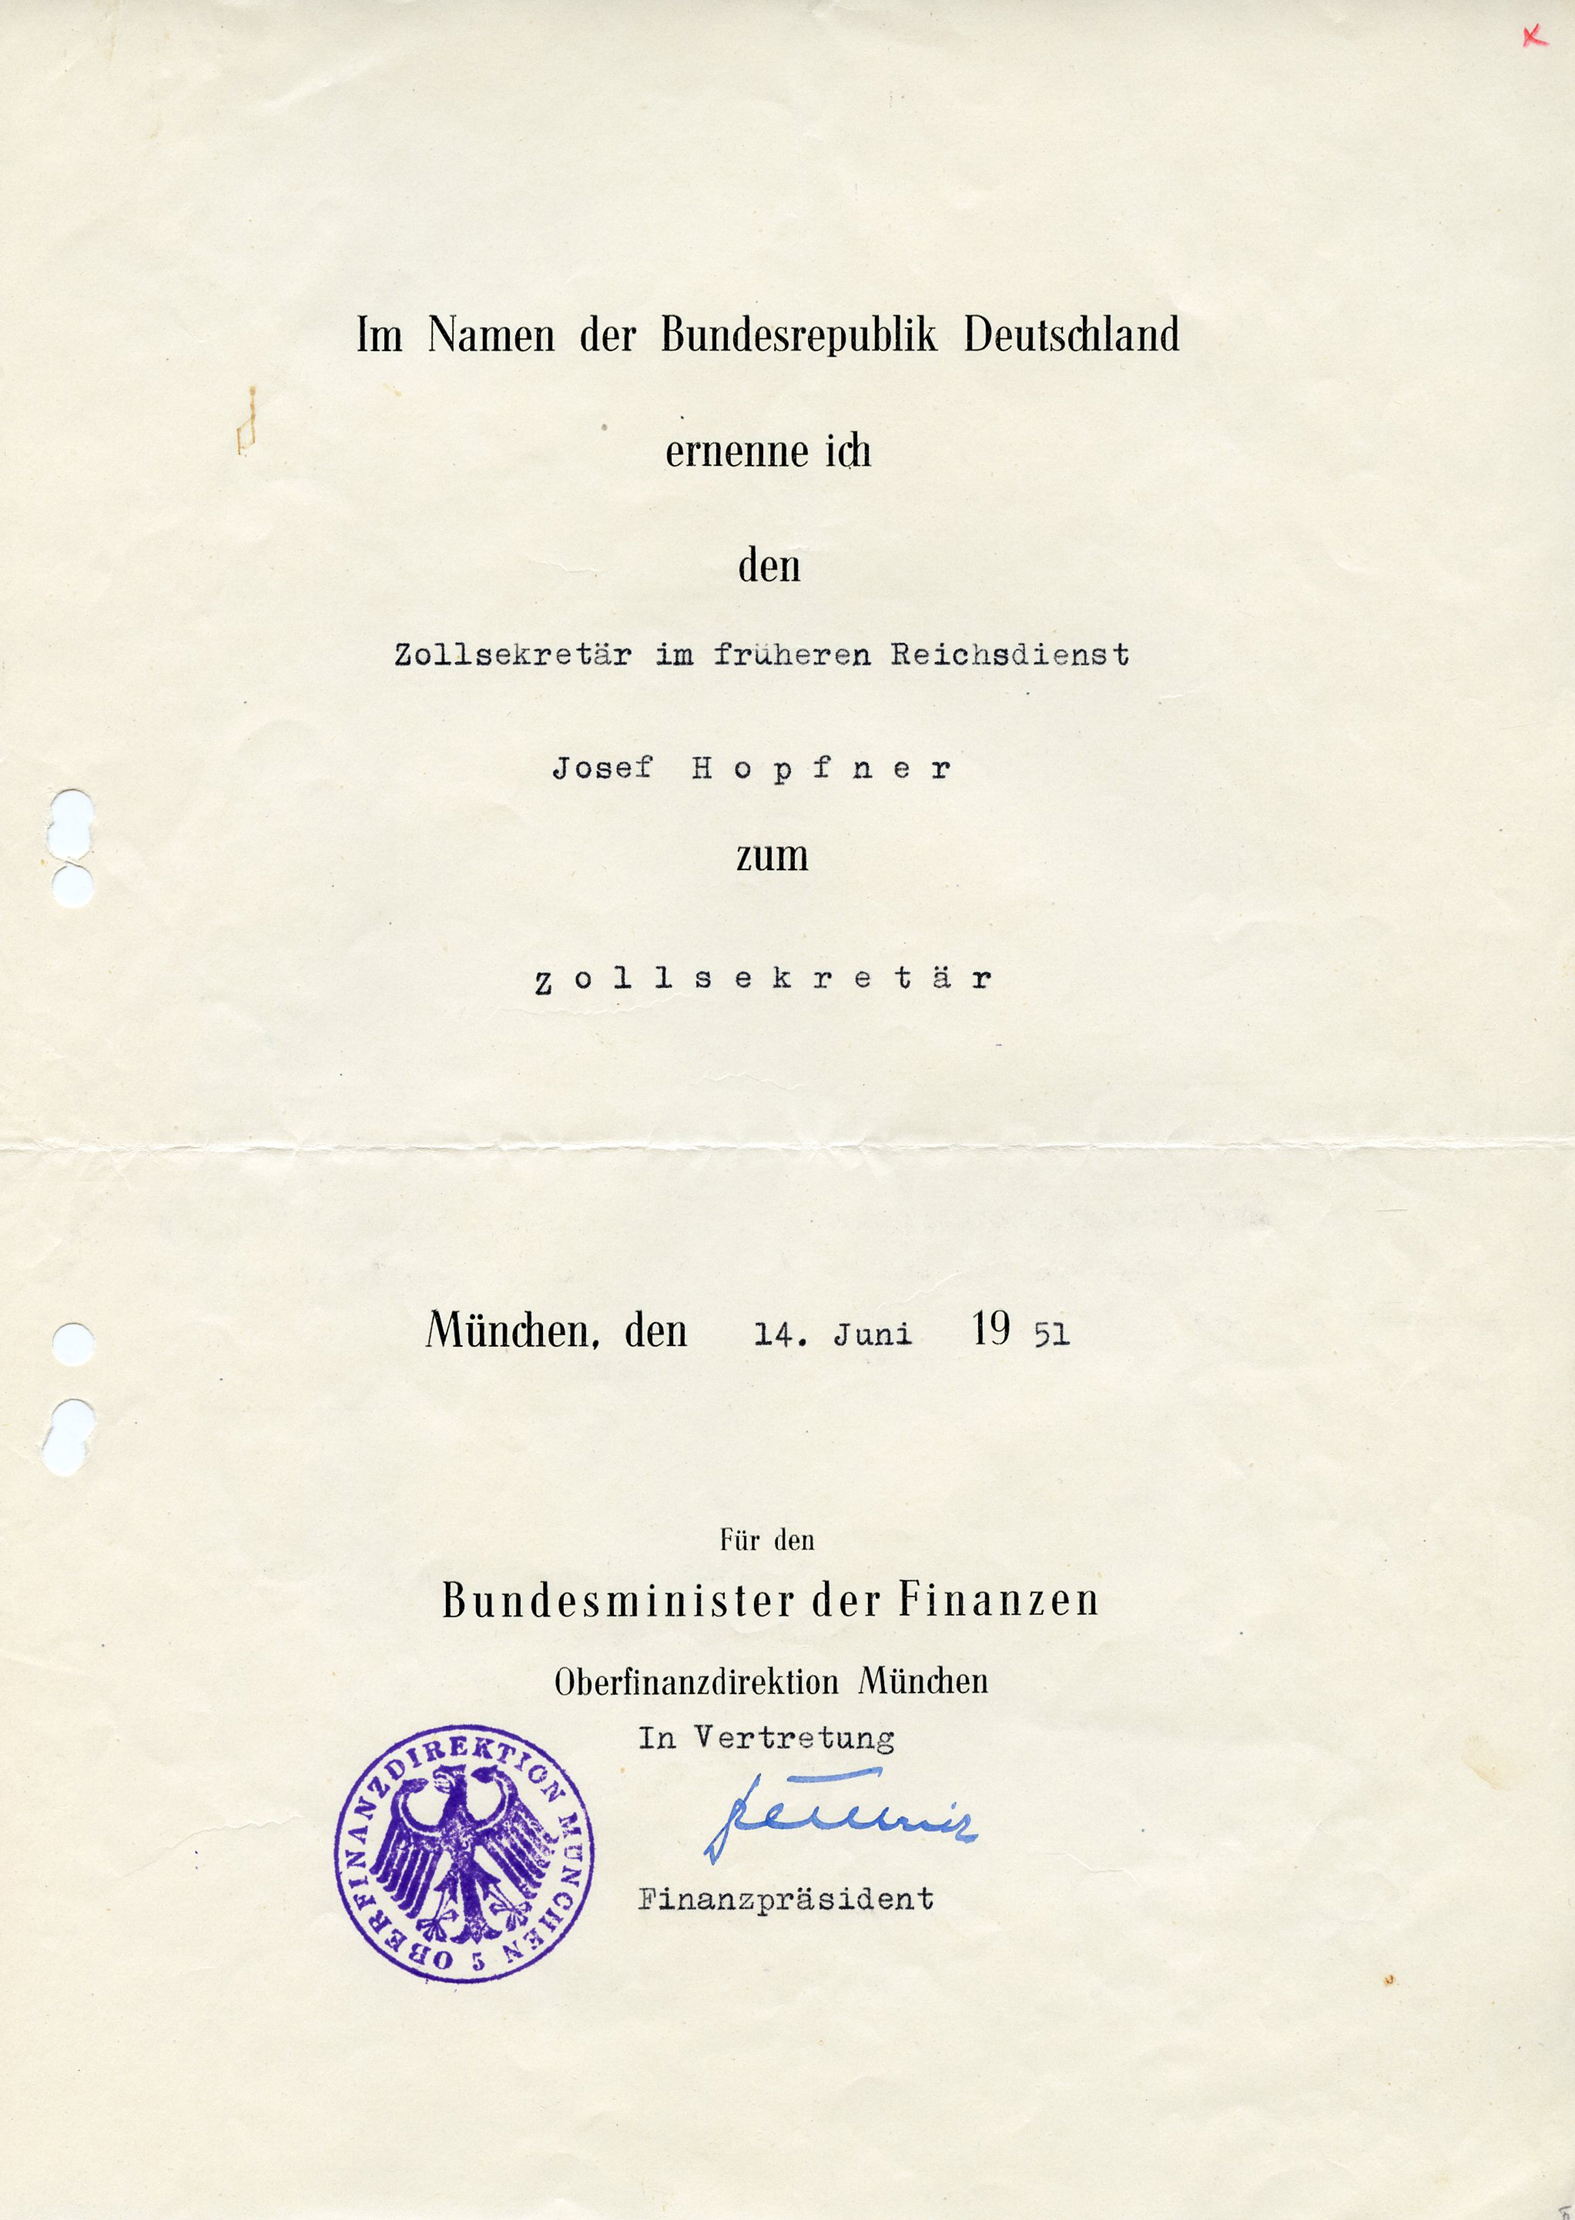 Im Namen der Bundesrepublik Deutschland
ernenne ich
den
Zollsekretär im früheren Reichsdienst
Josef H o p f n e r
zum
Z o l l s e k r e t ä r
München, den 14. Juni 19 51
Für den
Bundesminister der Finanzen
Oberfinanzdirektion München
In Vertretung
Finanzpräsident
OBERFINANZDIREKTION MÜNCHEN 5